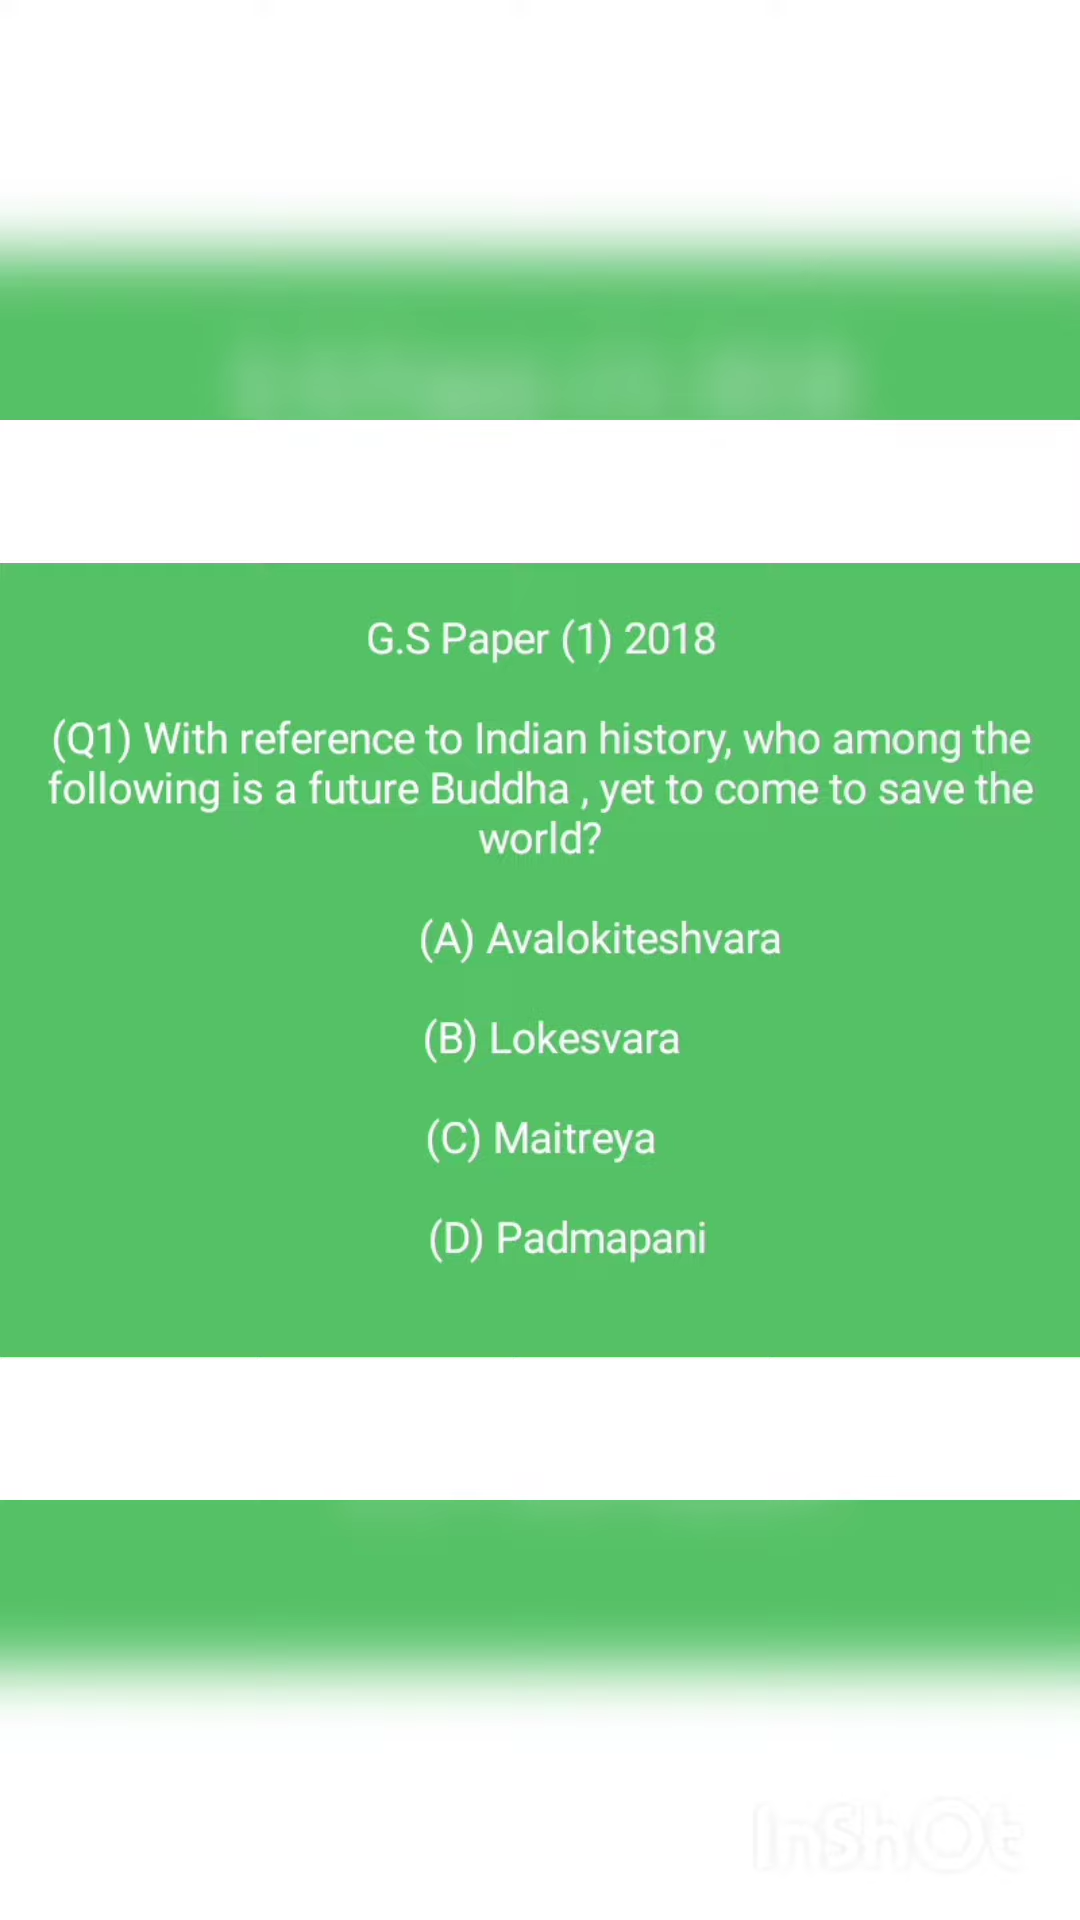 G.S Paper (1) 2018
(Q1) With reference to Indian history, who among the
following is a future Buddha , yet to come to save the
world?
(A) Avalokiteshvara
(B) Lokesvara
(C) Maitreya
(D) Padmapani
InShOt